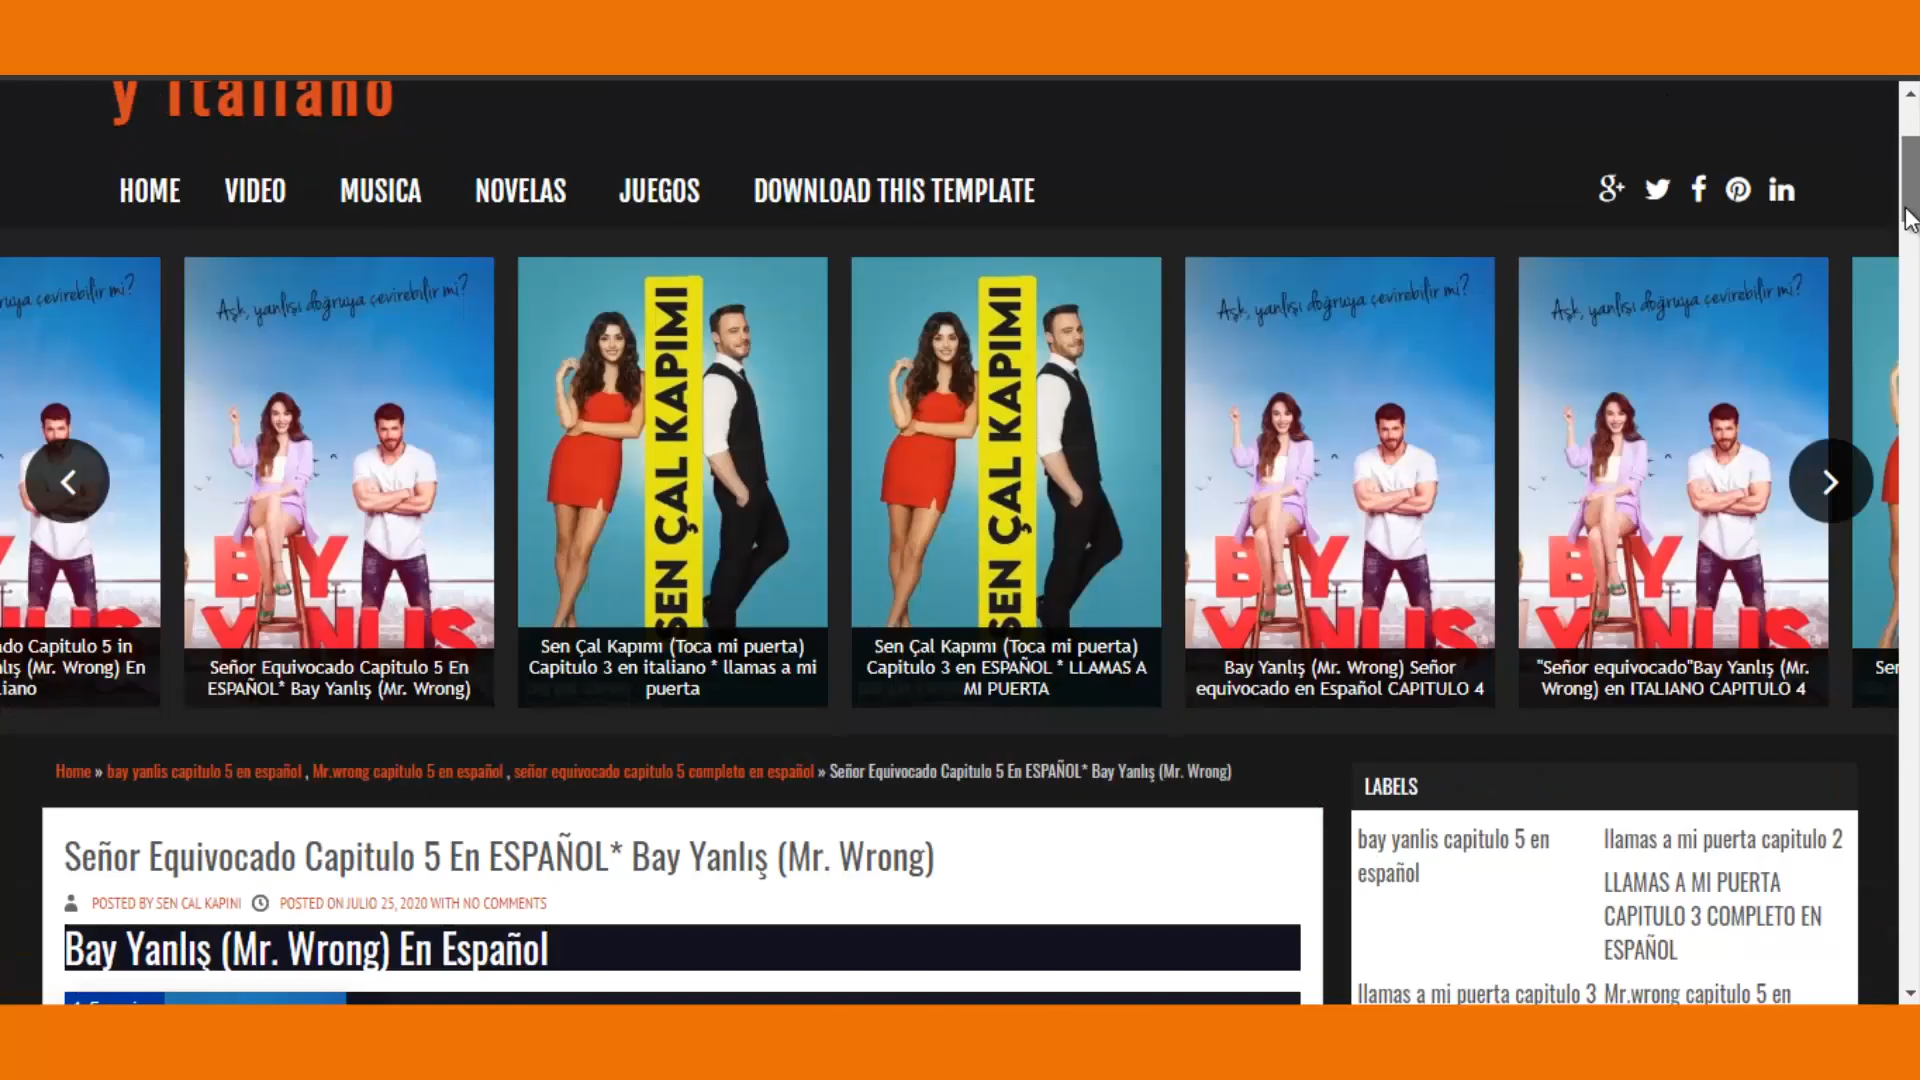 y italiano
HOME VIDEO MUSICA NOVELAS JUEGOS DOWNLOAD THIS TEMPLATE
çevirebilir mi?
Aşk, yanlışı doğruya çevirebilir mi?
SEN ÇAL KAPIMI
SEN ÇAL KAPIMI
Aşk, yanlışı doğruya çevirebilir mi?
Aşk, yanlışı doğruya çevirebilir mi?
BAY YANLIŞ
BAY YANLIŞ
BAY YANLIŞ
do Capitulo 5 in
lış (Mr. Wrong) En
iano
Señor Equivocado Capitulo 5 En
ESPAÑOL* Bay Yanlış (Mr. Wrong)
Sen Çal Kapımı (Toca mi puerta)
Capitulo 3 en italiano * llamas a mi
puerta
Sen Çal Kapımı (Toca mi puerta)
Capitulo 3 en ESPAÑOL * LLAMAS A
MI PUERTA
Bay Yanlış (Mr. Wrong) Señor
equivocado en Español CAPITULO 4
"Señor equivocado"Bay Yanlış (Mr.
Wrong) en ITALIANO CAPITULO 4
Home » bay yanlis capitulo 5 en español , Mr.wrong capitulo 5 en español , señor equivocado capitulo 5 completo en español » Señor Equivocado Capitulo 5 En ESPAÑOL* Bay Yanlış (Mr. Wrong)
Señor Equivocado Capitulo 5 En ESPAÑOL* Bay Yanlış (Mr. Wrong)
POSTED BY SEN CAL KAPINI POSTED ON JULIO 25, 2020 WITH NO COMMENTS
Bay Yanlış (Mr. Wrong) En Español
LABELS
bay yanlis capitulo 5 en
español
llamas a mi puerta capitulo 2
LLAMAS A MI PUERTA
CAPITULO 3 COMPLETO EN
ESPAÑOL
llamas a mi puerta capitulo 3
Mr.wrong capitulo 5 en